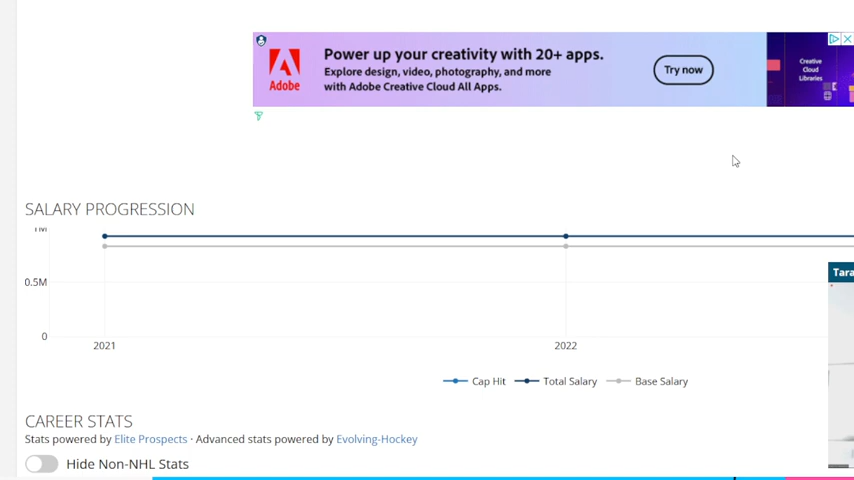 Adobe
Power up your creativity with 20+ apps.
Explore design, video, photography, and more
with Adobe Creative Cloud All Apps.
Try now
Creative
Cloud
Libraries
SALARY PROGRESSION
1M
0.5M
0
2021
2022
Cap Hit
Total Salary
Base Salary
Tara
CAREER STATS
Stats powered by Elite Prospects · Advanced stats powered by Evolving-Hockey
Hide Non-NHL Stats